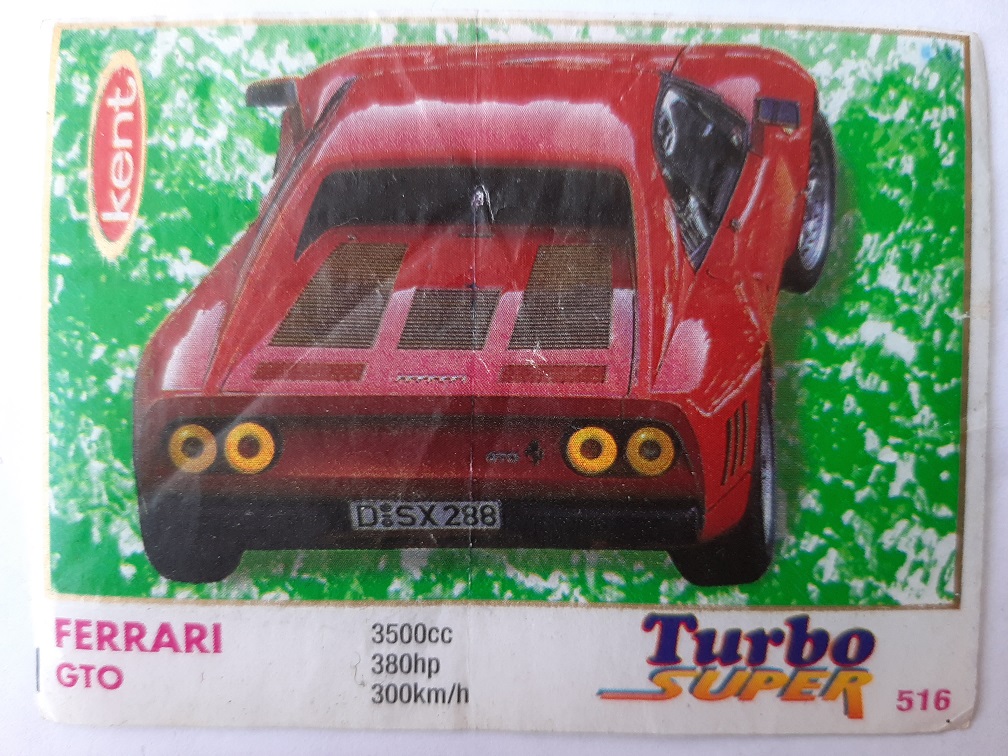 kent
D SX 288
FERRARI
GTO
3500cc
380hp
300km/h
Turbo
SUPER
516